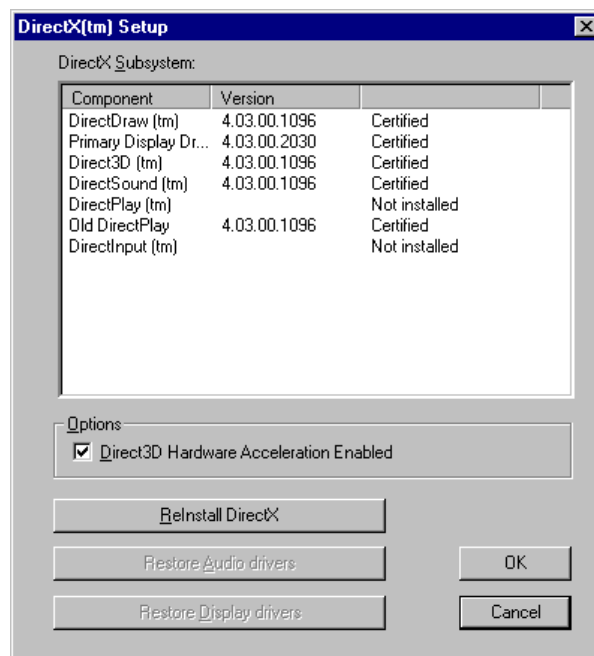 DirectX(tm) Setup
DirectX Subsystem:
Component Version
DirectDraw (tm) 4.03.00.1096 Certified
Primary Display Dr... 4.03.00.2030 Certified
Direct3D (tm) 4.03.00.1096 Certified
DirectSound (tm) 4.03.00.1096 Certified
DirectPlay (tm) Not installed
Old DirectPlay 4.03.00.1096 Certified
DirectInput (tm) Not installed
Options
Direct3D Hardware Acceleration Enabled
ReInstall DirectX
Restore Audio drivers OK
Restore Display drivers Cancel